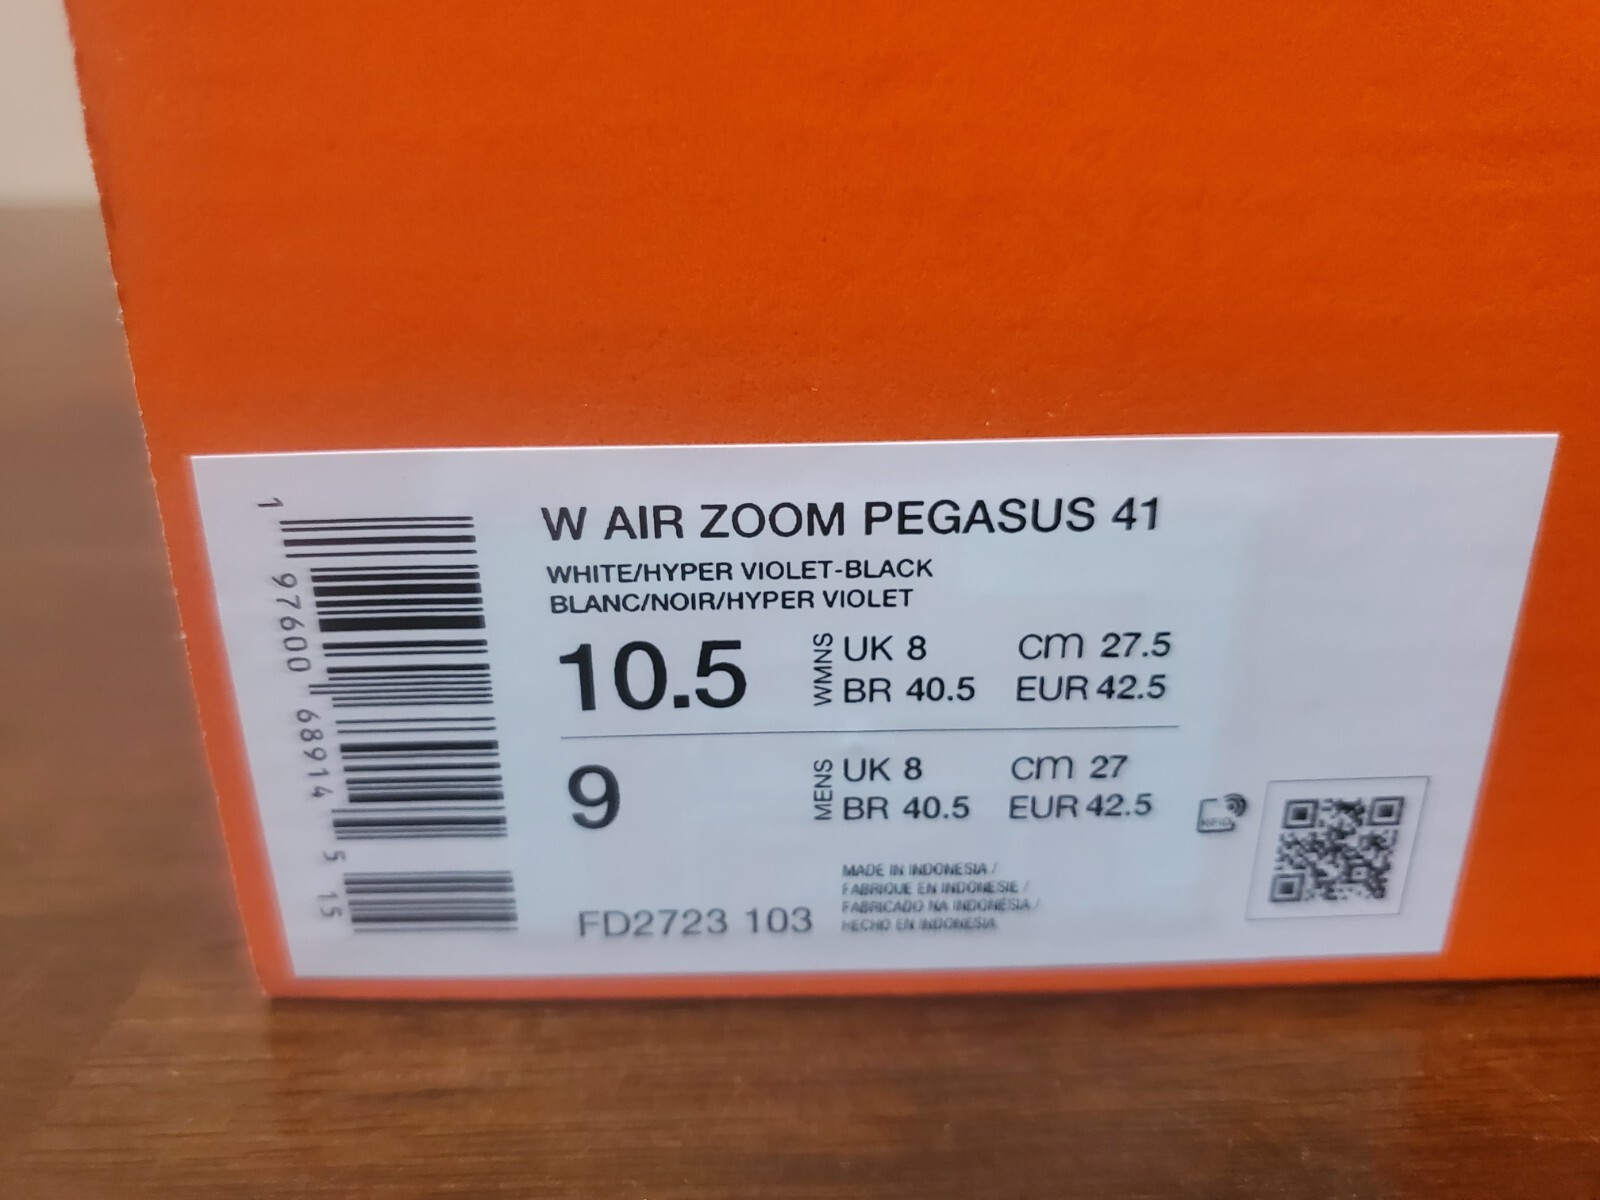 W AIR ZOOM PEGASUS 41
WHITE/HYPER VIOLET-BLACK
BLANC/NOIR/HYPER VIOLET
10.5
WMNS
UK 8 cm 27.5
BR 40.5 EUR 42.5
9
MENS
UK 8 cm 27
BR 40.5 EUR 42.5
FD2723 103
MADE IN INDONESIA /
FABRIQUE EN INDONESIE /
FABRICADO NA INDONÉSIA /
HECHO EN INDONESIA
RFID
1 97600 68914 5 15